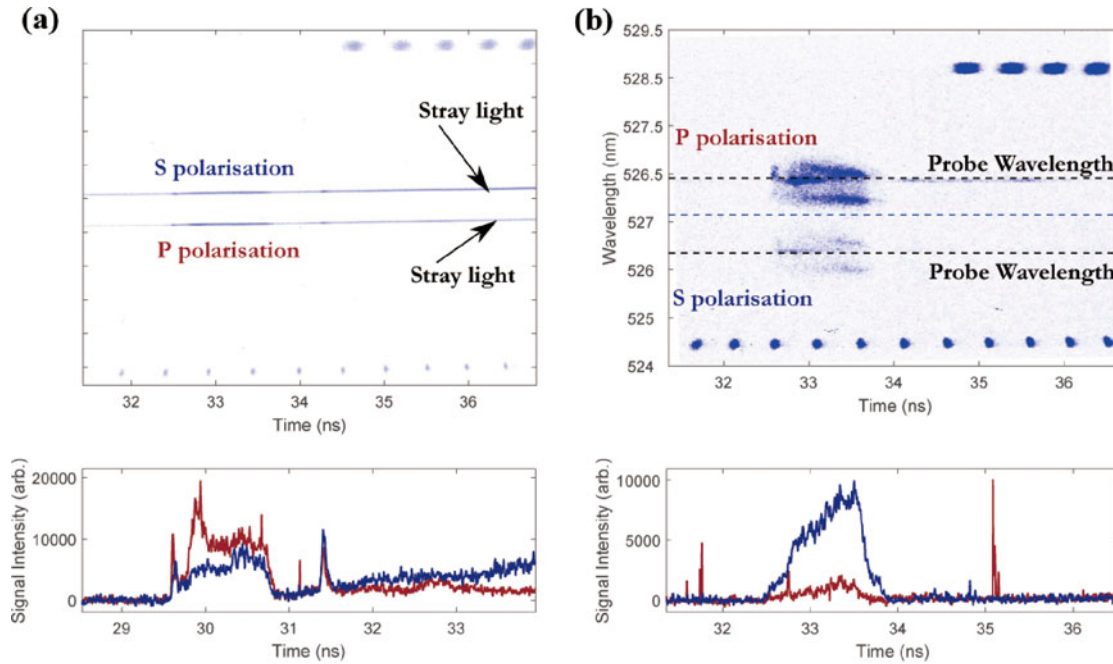 (a)
Stray light
S polarisation
P polarisation
Stray light
32 33 34 35 36
Time (ns)
20000
10000
0
Signal Intensity (arb.)
29 30 31 32 33
Time (ns)
(b)
529.5
528.5
527.5
526.5
527
526
525
524
Wavelength (nm)
P polarisation
Probe Wavelength
Probe Wavelength
S polarisation
32 33 34 35 36
Time (ns)
10000
5000
0
Signal Intensity (arb.)
32 33 34 35 36
Time (ns)